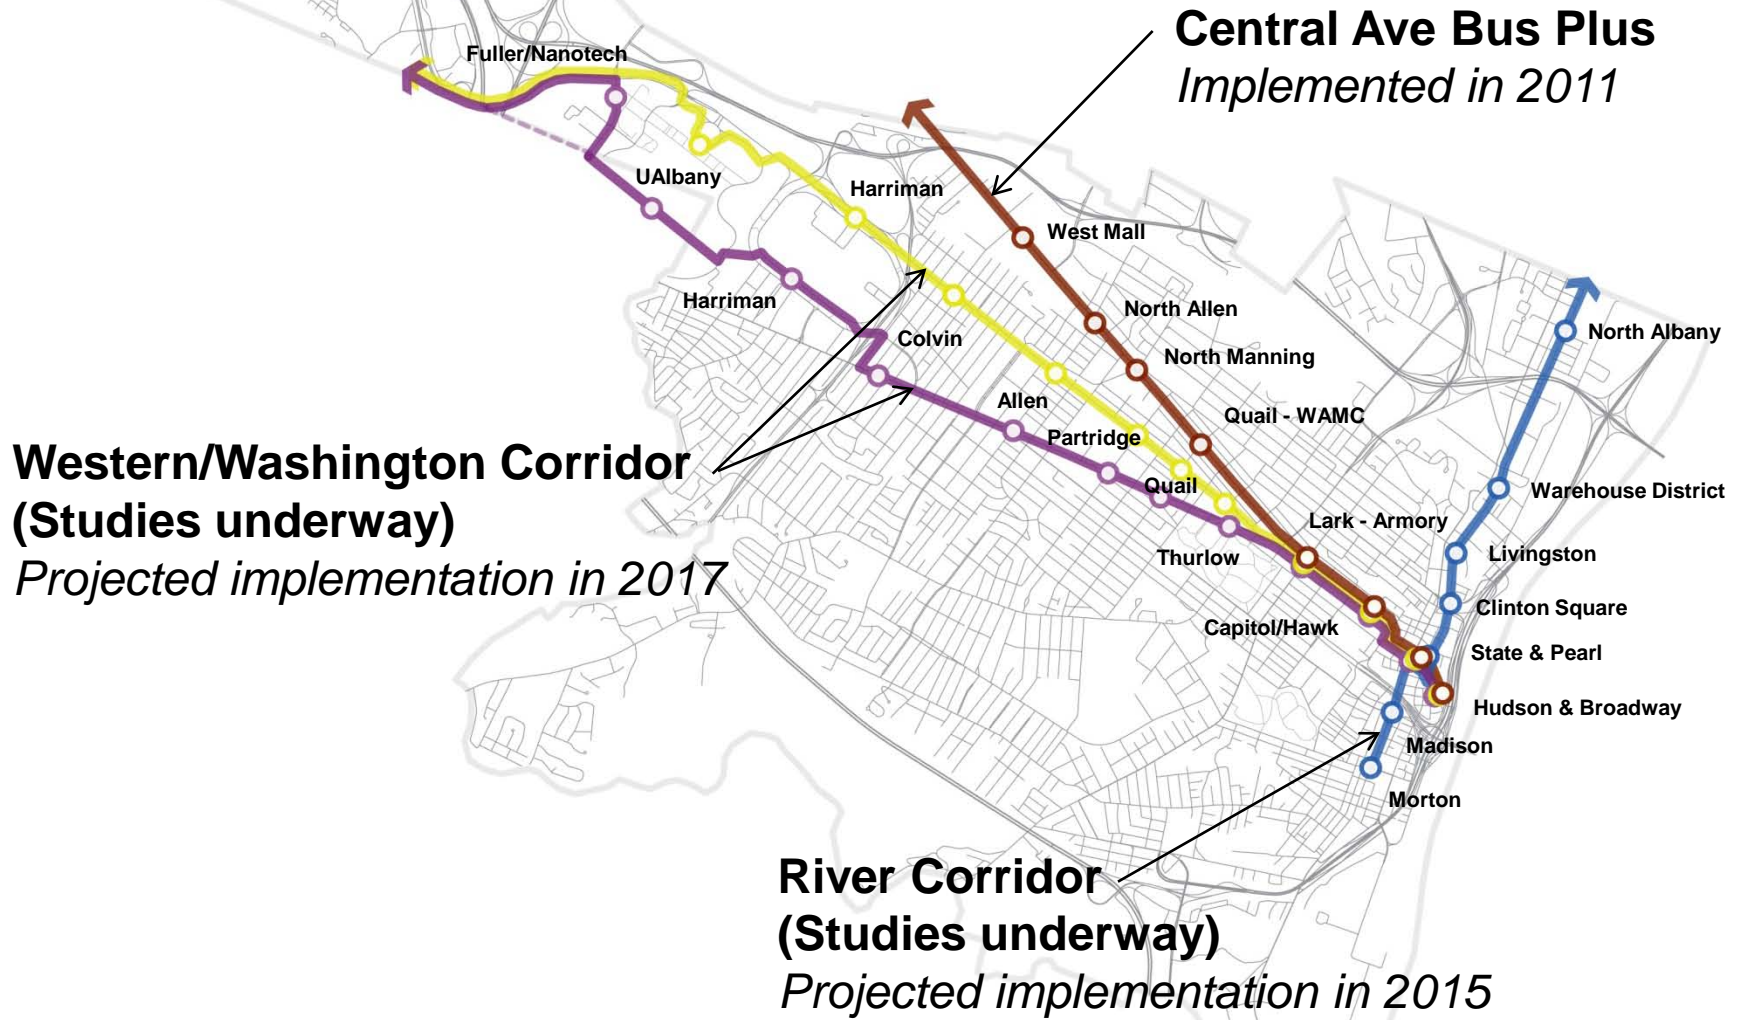 Central Ave Bus Plus
Implemented in 2011
Fuller/Nanotech
UAlbany
Harriman
West Mall
Harriman
North Allen
Colvin
North Albany
North Manning
Allen
Quail - WAMC
Partridge
Western/Washington Corridor
(Studies underway)
Projected implementation in 2017
Quail
Warehouse District
Lark - Armory
Thurlow
Livingston
Clinton Square
Capitol/Hawk
State & Pearl
Hudson & Broadway
Madison
Morton
River Corridor
(Studies underway)
Projected implementation in 2015